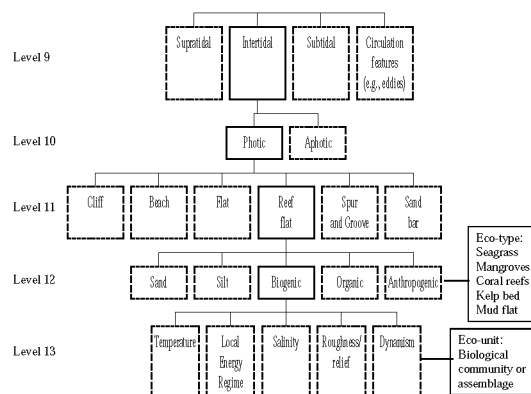 Level 9
Supratidal
Intertidal
Subtidal
Circulation
features
(e.g., eddies)
Level 10
Photic
Aphotic
Level 11
Cliff
Beach
Flat
Reef
flat
Spur
and Groove
Sand
bar
Level 12
Sand
Silt
Biogenic
Organic
Anthropogenic
Eco-type:
Seagrass
Mangroves
Coral reefs
Kelp bed
Mud flat
Level 13
Temperature
Local
Energy
Regime
Salinity
Roughness/
relief
Dynamism
Eco-unit:
Biological
community or
assemblage